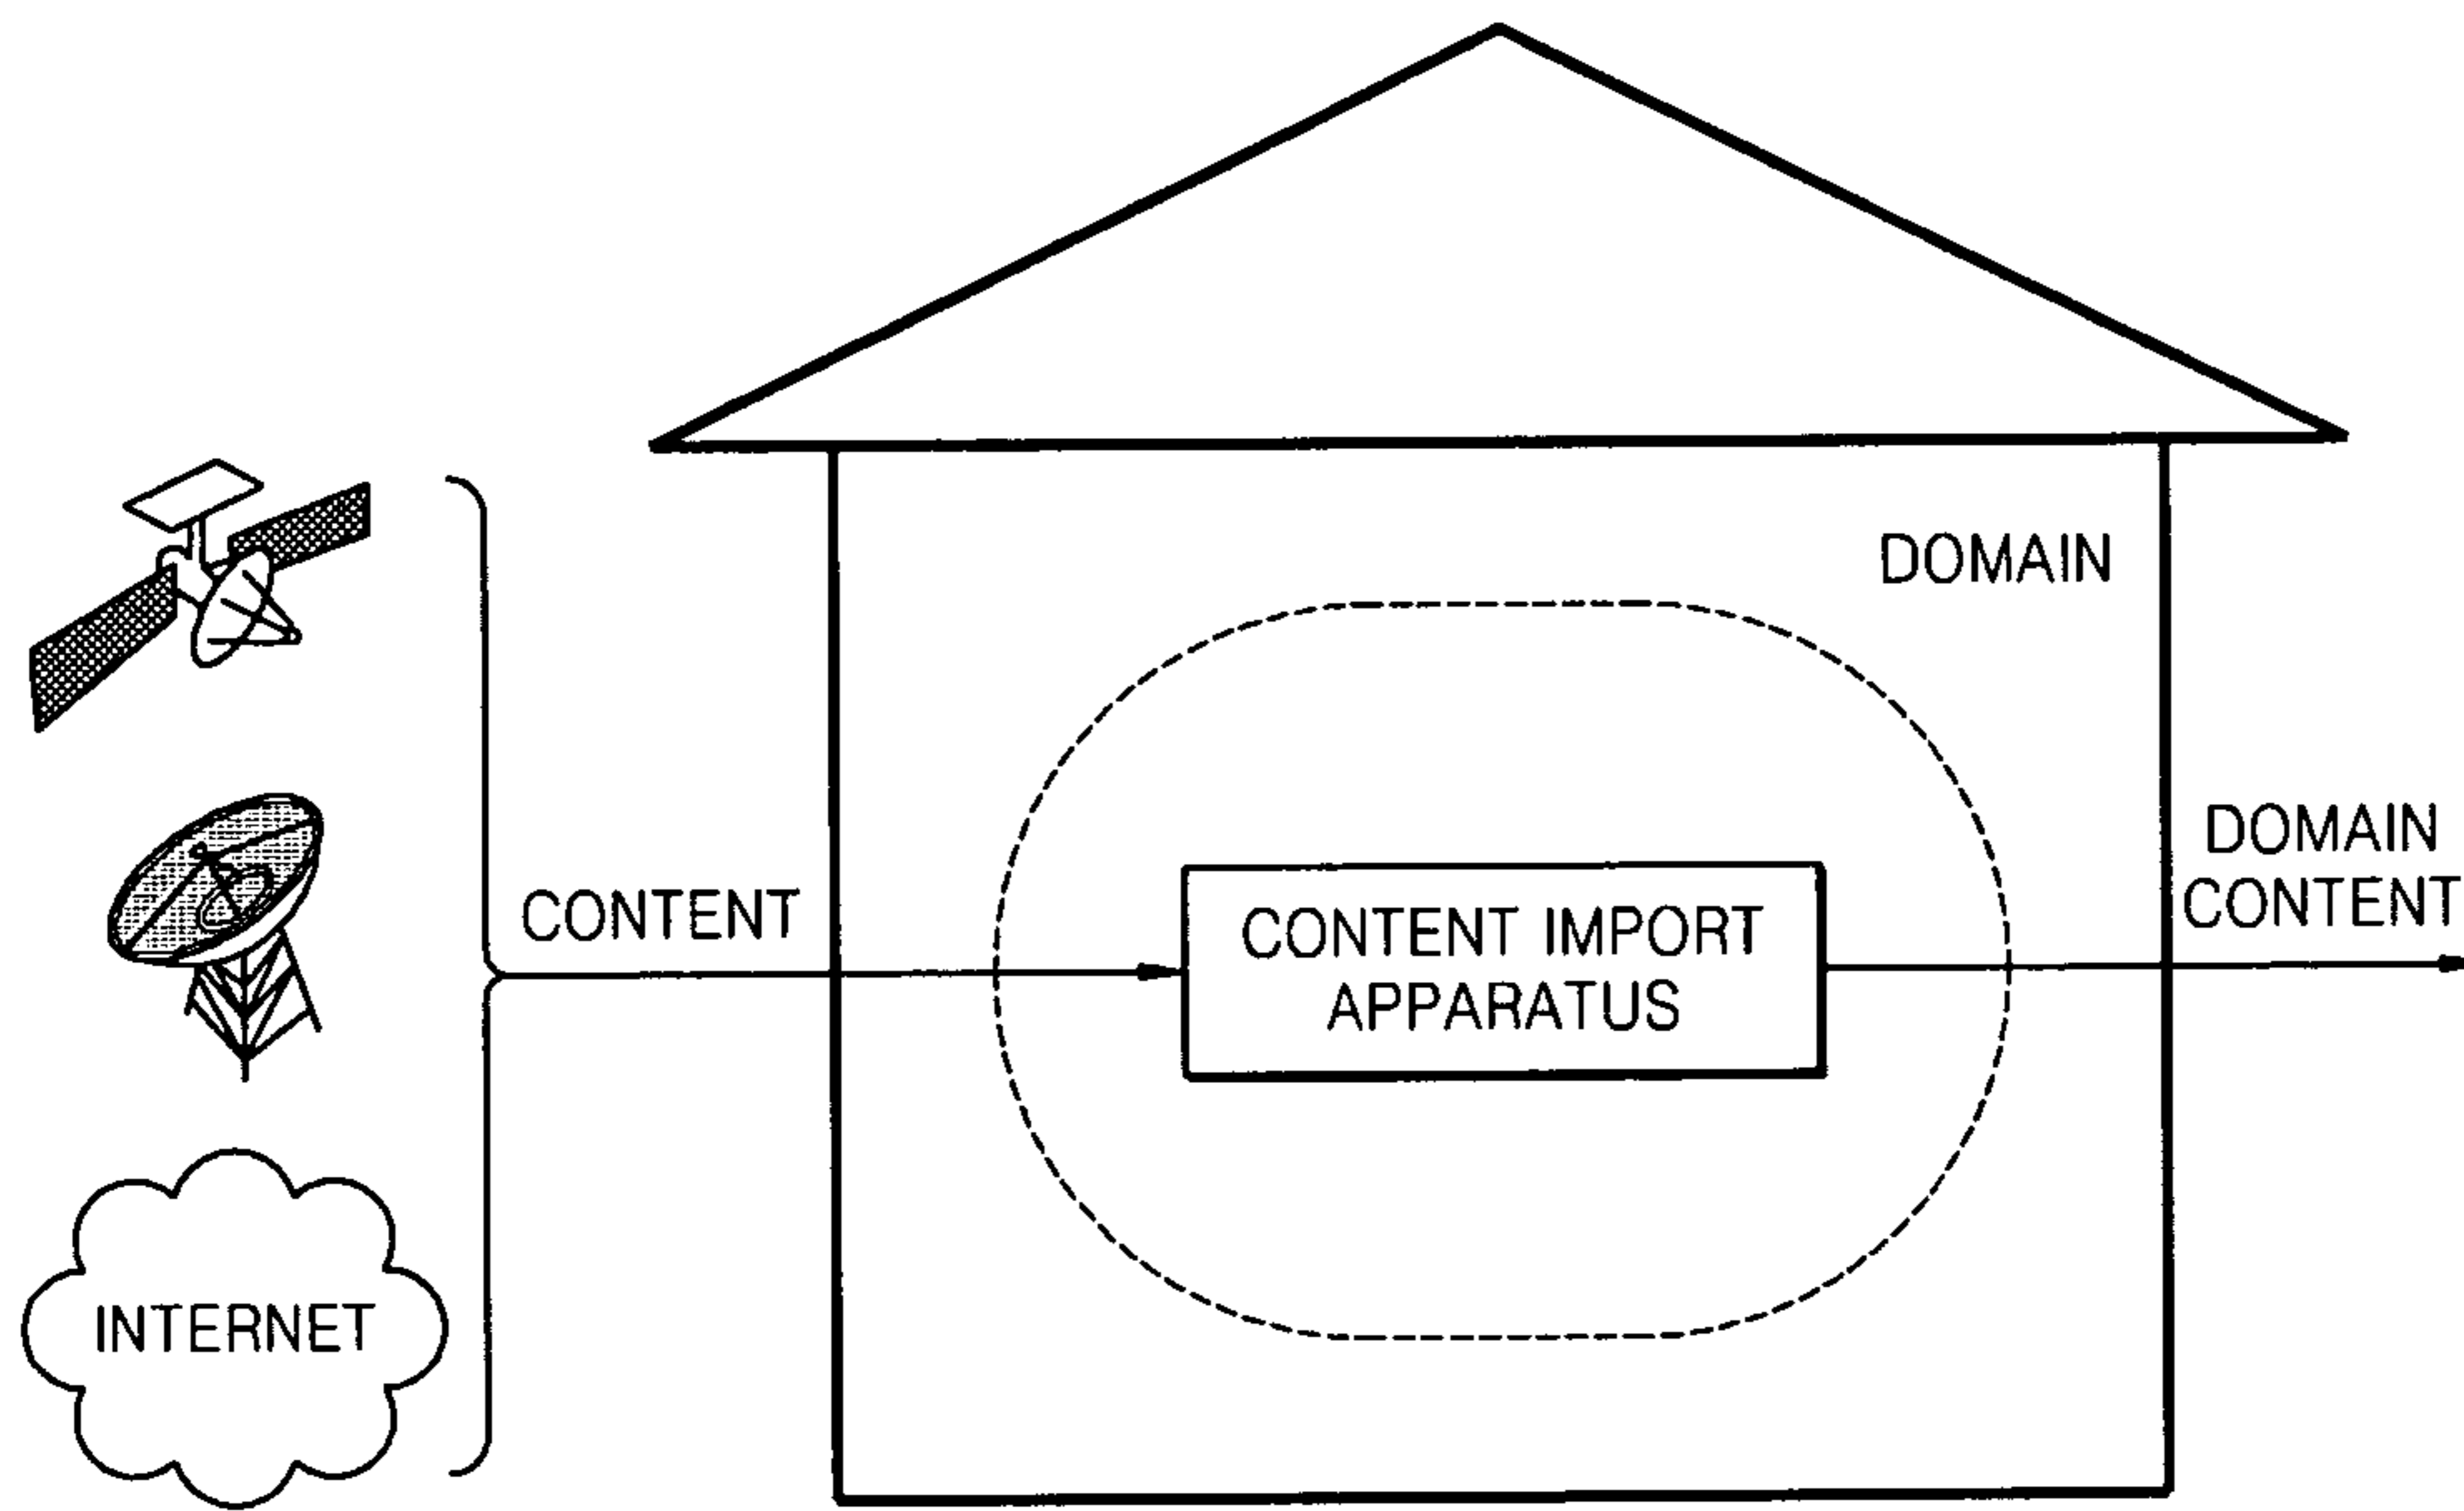 DOMAIN
DOMAIN
CONTENT
CONTENT
CONTENT IMPORT
APPARATUS
INTERNET